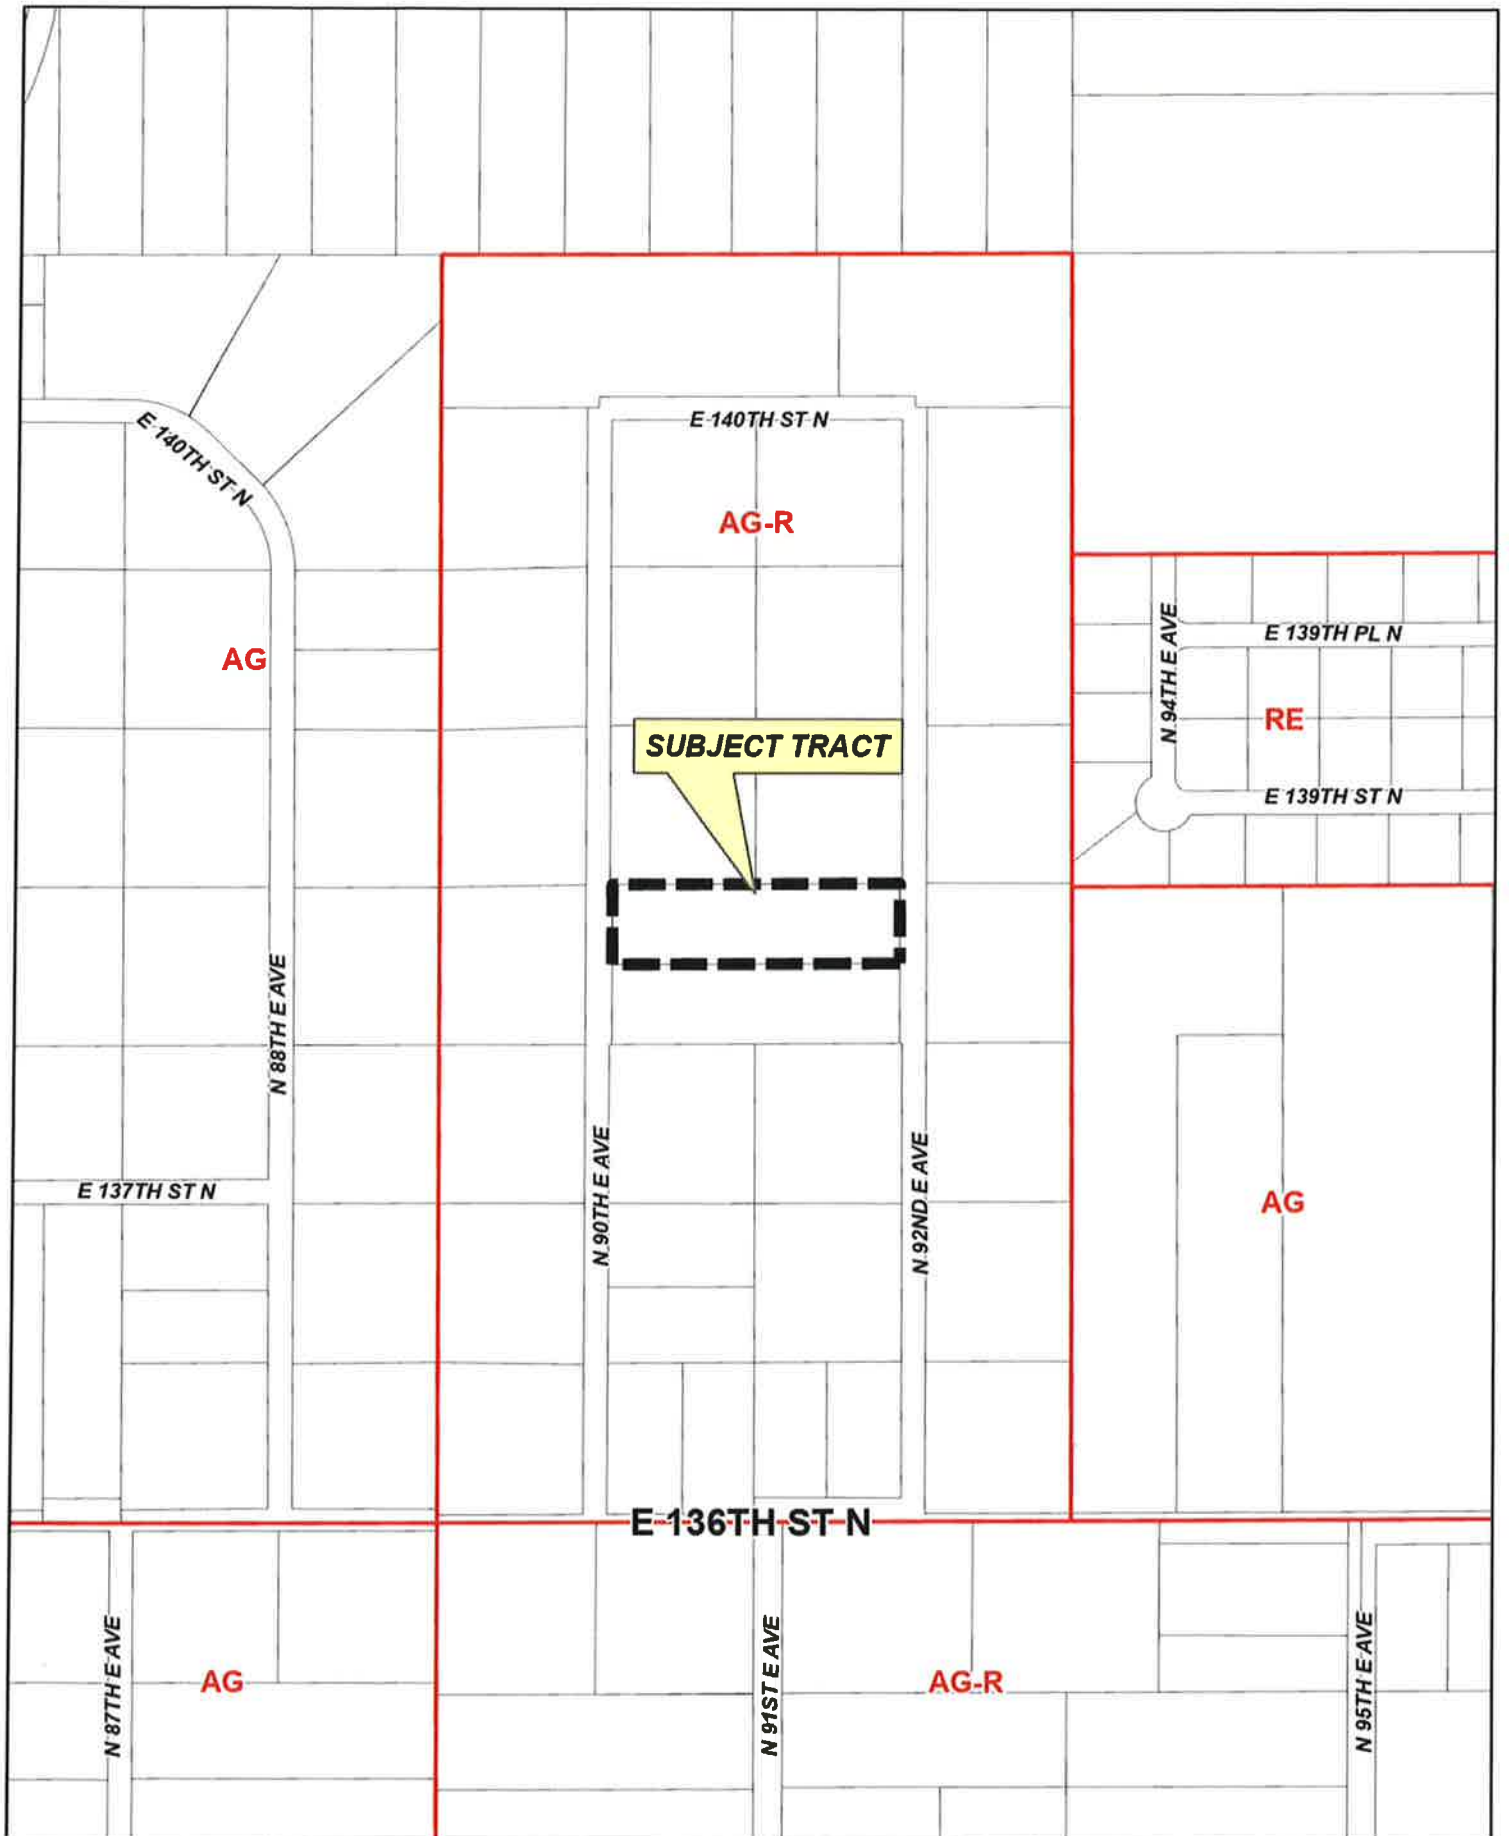 E 140TH ST N
E 140TH ST N
AG-R
N 94TH E AVE
E 139TH PL N
AG
RE
SUBJECT TRACT
E 139TH ST N
N 88TH E AVE
N 90TH E AVE
N 92ND E AVE
E 137TH ST N
AG
E 136TH ST N
N 87TH E AVE
AG
N 91ST E AVE
AG-R
N 95TH E AVE